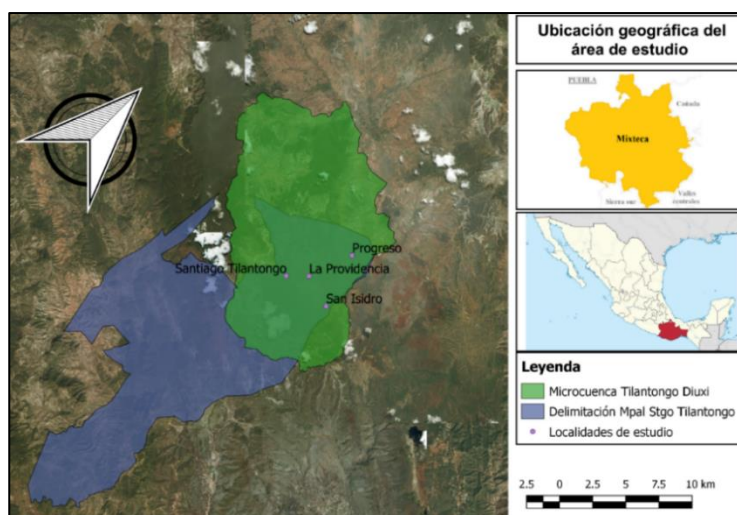 Ubicación geográfica del
área de estudio
PUEBLA
Cañada
Mixteca
Sierra sur
Valles
centrales
Progreso
Santiago Tilantongo
La Providencia
San Isidro
Leyenda
Microcuenca Tilantongo Diuxi
Delimitación Mpal Stgo Tilantongo
Localidades de estudio
2.5 0 2.5 5 7.5 10 km